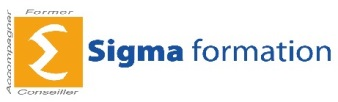 Former
Accompagner
Sigma formation
Conseiller